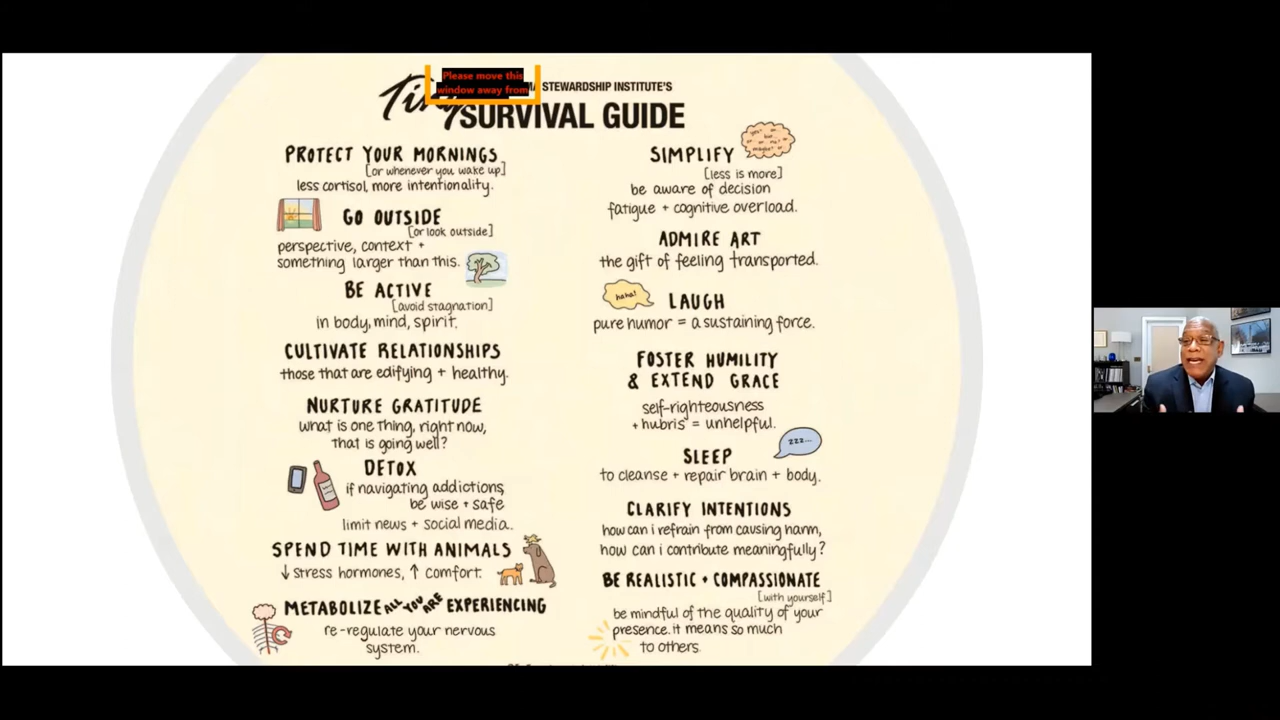 Please move this
window away from
Tiny
STEWARDSHIP INSTITUTE'S
SURVIVAL GUIDE
PROTECT YOUR MORNINGS
[or whenever you wake up]
less cortisol, more intentionality.
GO OUTSIDE
[or look outside]
perspective, context +
something larger than this.
BE ACTIVE
[avoid stagnation]
in body, mind, spirit.
CULTIVATE RELATIONSHIPS
those that are edifying + healthy.
NURTURE GRATITUDE
what is one thing, right now,
that is going well?
DETOX
if navigating addictions,
be wise + safe
limit news + social media.
SPEND TIME WITH ANIMALS
↓ stress hormones, ↑ comfort.
METABOLIZE ALL YOU ARE EXPERIENCING
re-regulate your nervous
system.
SIMPLIFY
[less is more]
be aware of decision
fatigue + cognitive overload.
ADMIRE ART
the gift of feeling transported.
haha!
LAUGH
pure humor = a sustaining force.
FOSTER HUMILITY
& EXTEND GRACE
self-righteousness
+ hubris = unhelpful.
zzz...
SLEEP
to cleanse + repair brain + body.
CLARIFY INTENTIONS
how can i refrain from causing harm,
how can i contribute meaningfully?
BE REALISTIC + COMPASSIONATE
[with yourself]
be mindful of the quality of your
presence. it means so much
to others.